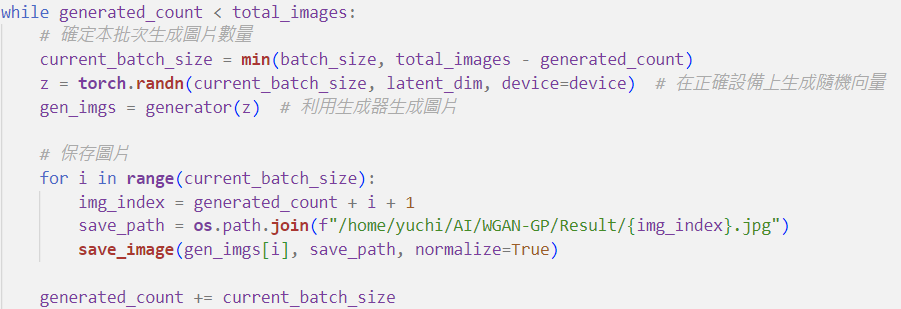 while generated_count < total_images:
    # 確定本批次生成圖片數量
    current_batch_size = min(batch_size, total_images - generated_count)
    z = torch.randn(current_batch_size, latent_dim, device=device)  # 在正確設備上生成隨機向量
    gen_imgs = generator(z)  # 利用生成器生成圖片

    # 保存圖片
    for i in range(current_batch_size):
        img_index = generated_count + i + 1
        save_path = os.path.join(f"/home/yuchi/AI/WGAN-GP/Result/{img_index}.jpg")
        save_image(gen_imgs[i], save_path, normalize=True)

    generated_count += current_batch_size